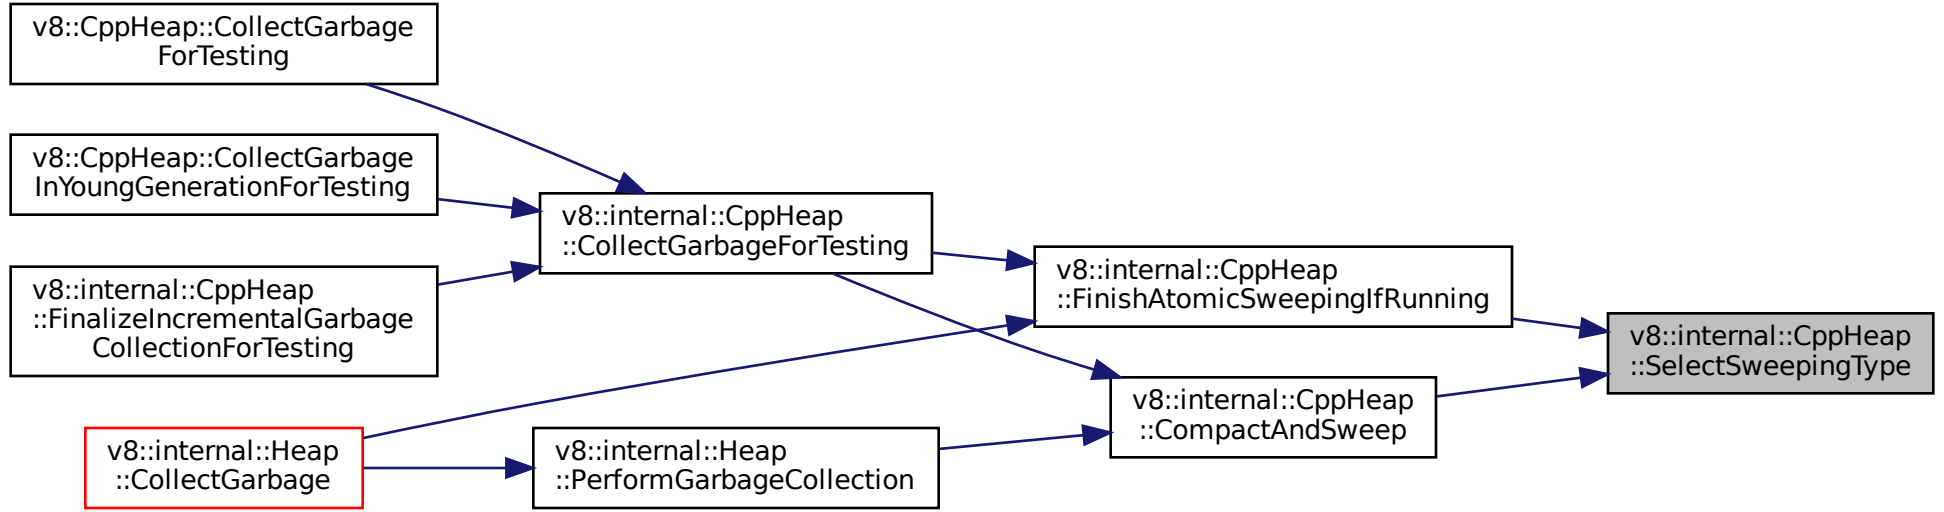 v8::CppHeap::CollectGarbage
ForTesting
v8::CppHeap::CollectGarbage
InYoungGenerationForTesting
v8::internal::CppHeap
::FinalizeIncrementalGarbage
CollectionForTesting
v8::internal::Heap
::CollectGarbage
v8::internal::CppHeap
::CollectGarbageForTesting
v8::internal::Heap
::PerformGarbageCollection
v8::internal::CppHeap
::FinishAtomicSweepingIfRunning
v8::internal::CppHeap
::CompactAndSweep
v8::internal::CppHeap
::SelectSweepingType